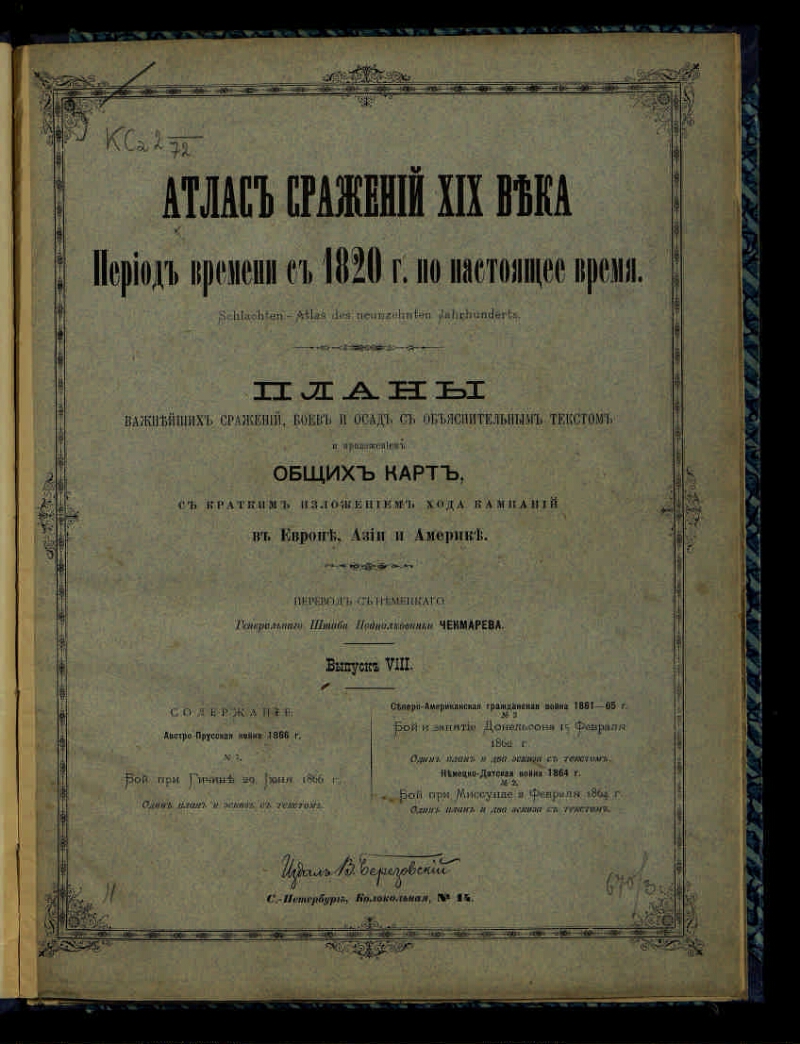 КСа 2/72
АТЛАСЪ СРАЖЕНІЙ XIX ВѢКА
Періодъ времени съ 1820 г. по настоящее время.
Schlachten-Atlas des neunzehnten Jahrhunderts.
ПЛАНЫ
ВАЖНѢЙШИХЪ СРАЖЕНІЙ, БОЕВЪ И ОСАДЪ СЪ ОБЪЯСНИТЕЛЬНЫМЪ ТЕКСТОМЪ
и приложеніемъ
ОБЩИХЪ КАРТЪ,
СЪ КРАТКИМЪ ИЗЛОЖЕНІЕМЪ ХОДА КАМПАНІЙ
въ Европѣ, Азіи и Америкѣ.
ПЕРЕВОДЪ СЪ НѢМЕЦКАГО
Генеральнаго Штаба Подполковника ЧЕКМАРЕВА.
Выпускъ VIII.
СОДЕРЖАНІЕ
Австро-Прусская война 1866 г.
Бой при Гичинѣ 29 Іюня 1866 г.
Одинъ планъ и эскизъ съ текстомъ.
Сѣверо-Американская гражданская война 1861—65 г.
№ 2
Бой и занятіе Донельсона 15 Февраля
1862 г.
Одинъ планъ и два эскиза съ текстомъ.
Нѣмецко-Датская война 1864 г.
№ 2.
Бой при Миссунде 2 Февраля 1864 г.
Одинъ планъ и два эскиза съ текстомъ.
Издалъ В. Березовскій
С.-Петербургъ, Колокольная, № 14.